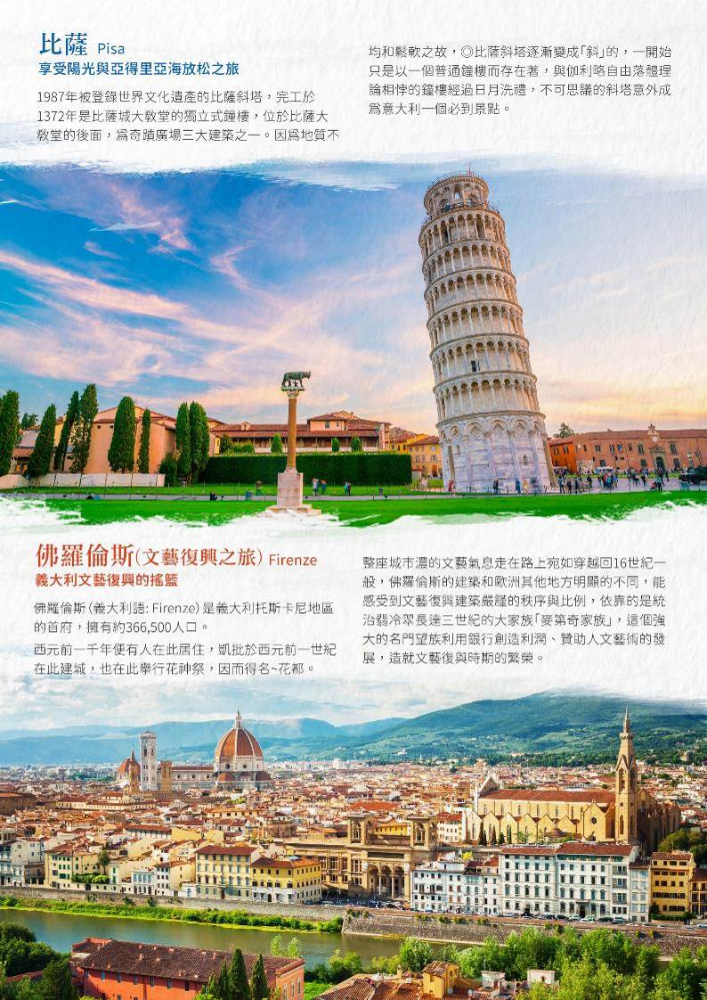 比薩 Pisa
享受陽光與亞得里亞海放松之旅
1987年被登錄世界文化遺產的比薩斜塔，完工於
1372年是比薩城大敎堂的獨立式鐘樓，位於比薩大
敎堂的後面，爲奇蹟廣場三大建築之一。因爲地質不
均和鬆軟之故，◎比薩斜塔逐漸變成「斜」的，一開始
只是以一個普通鐘樓而存在著，與伽利略自由落體理
論相悖的鐘樓經過日月洗禮，不可思議的斜塔意外成
爲意大利一個必到景點。
佛羅倫斯(文藝復興之旅) Firenze
義大利文藝復興的搖籃
佛羅倫斯（義大利語: Firenze）是義大利托斯卡尼地區
的首府，擁有約366,500人口。
西元前一千年便有人在此居住，凱批於西元前一世紀
在此建城，也在此舉行花神祭，因而得名~花都。
整座城市濃的文藝氣息走在路上宛如穿越回16世紀一
般，佛羅倫斯的建築和歐洲其他地方明顯的不同，能
感受到文藝復興建築嚴謹的秩序與比例，依靠的是統
治翡冷翠長達三世紀的大家族「麥第奇家族」，這個強
大的名門望族利用銀行創造利潤、贊助人文藝術的發
展，造就文藝復與時期的繁榮。